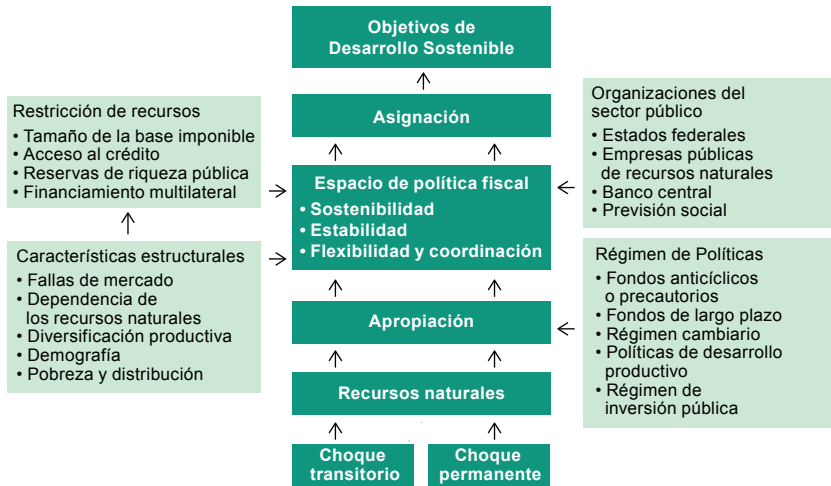 Objetivos de
Desarrollo Sostenible
Asignación
Restricción de recursos
• Tamaño de la base imponible
• Acceso al crédito
• Reservas de riqueza pública
• Financiamiento multilateral
Organizaciones del
sector público
• Estados federales
• Empresas públicas
de recursos naturales
• Banco central
• Previsión social
Espacio de política fiscal
• Sostenibilidad
• Estabilidad
• Flexibilidad y coordinación
Características estructurales
• Fallas de mercado
• Dependencia de
los recursos naturales
• Diversificación productiva
• Demografía
• Pobreza y distribución
Régimen de Políticas
• Fondos anticíclicos
o precautorios
• Fondos de largo plazo
• Régimen cambiario
• Políticas de desarrollo
productivo
• Régimen de
inversión pública
Apropiación
Recursos naturales
Choque
transitorio
Choque
permanente